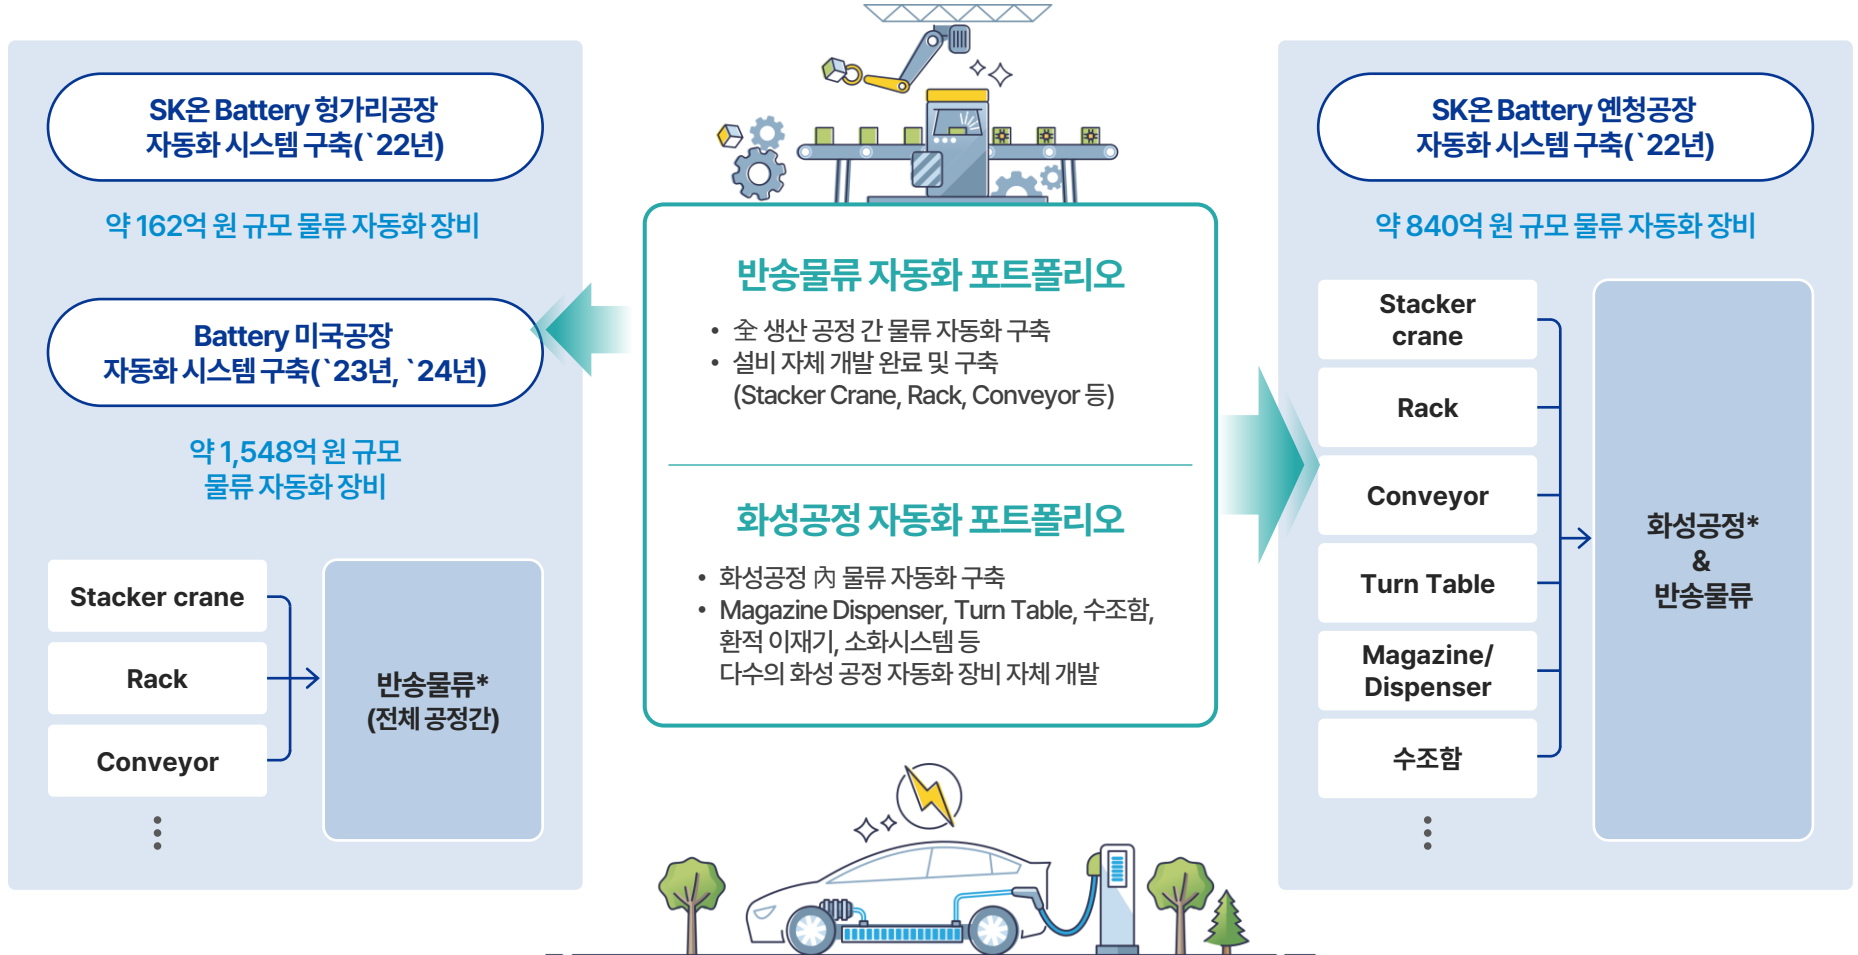 SK온 Battery 헝가리공장
자동화 시스템 구축(`22년)
약 162억 원 규모 물류 자동화 장비
Battery 미국공장
자동화 시스템 구축(`23년, `24년)
약 1,548억 원 규모
물류 자동화 장비
Stacker crane
Rack
Conveyor
반송물류*
(전체 공정간)
반송물류 자동화 포트폴리오
• 全 생산 공정 간 물류 자동화 구축
• 설비 자체 개발 완료 및 구축
(Stacker Crane, Rack, Conveyor 등)
화성공정 자동화 포트폴리오
• 화성공정 內 물류 자동화 구축
• Magazine Dispenser, Turn Table, 수조함,
환적 이재기, 소화시스템 등
다수의 화성 공정 자동화 장비 자체 개발
SK온 Battery 옌청공장
자동화 시스템 구축(`22년)
약 840억 원 규모 물류 자동화 장비
Stacker
crane
Rack
Conveyor
Turn Table
Magazine/
Dispenser
수조함
화성공정*
&
반송물류